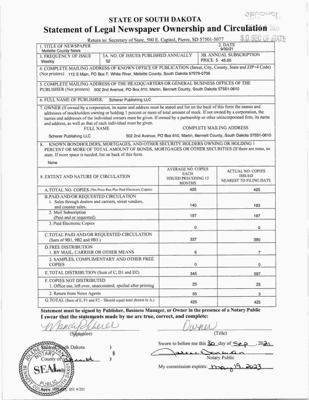 STATE OF SOUTH DAKOTA
Statement of Legal Newspaper Ownership and Circulation
Return to: Secretary of State, 500 E. Capitol, Pierre, SD 57501-5077
1. TITLE OF NEWSPAPER
Mellette County News
2. DATE
3. FREQUENCY OF ISSUE
Weekly
3A. NO. OF ISSUES PUBLISHED ANNUALLY
52
3B. ANNUAL SUBSCRIPTION
PRICE $ 45.00
4. COMPLETE MAILING ADDRESS OF KNOWN OFFICE OF PUBLICATION (Street, City, County, State and ZIP+4 Code)
(Not printers) 112 E Main, PO Box F, White River, Mellette County, South Dakota 57579-0706
5. COMPLETE MAILING ADDRESS OF THE HEADQUARTERS OR GENERAL BUSINESS OFFICES OF THE
PUBLISHER (Not printers) 502 2nd Avenue, PO Box 610, Martin, Bennett County, South Dakota 57551-0610
6. FULL NAME OF PUBLISHER: Scherer Publishing LLC
7. OWNER (If owned by a corporation, its name and address must be stated and list on the back of this form the names and
addresses of stockholders owning or holding 1 percent or more of total amount of stock. If not owned by a corporation, the
names and addresses of the individual owners must be given. If owned by a partnership or other unincorporated firm, its name
and address, as well as that of each individual must be given.)
FULL NAME COMPLETE MAILING ADDRESS
Scherer Publishing LLC 502 2nd Avenue, PO Box 610, Martin, Bennett County, South Dakota 57551-0610
8. KNOWN BONDHOLDERS, MORTGAGES, AND OTHER SECURITY HOLDERS OWNING OR HOLDING 1
PERCENT OR MORE OF TOTAL AMOUNT OF BONDS, MORTGAGES OR OTHER SECURITIES (If there are none, so
state. If more space is needed, list on back of this form.
None
9. EXTENT AND NATURE OF CIRCULATION
AVERAGE NO. COPIES
EACH
ISSUED PRECEDING 12
MONTHS
ACTUAL NO. COPIES
ISSUED
NEAREST TO FILING DATE
A. TOTAL NO. COPIES (Net Press Run Plus Paid Electronic Copies) 425 425
B. PAID AND/OR REQUESTED CIRCULATION
1. Sales through dealers and carriers, street vendors,
and counter sales. 140 193
2. Mail Subscription
(Paid and or requested) 197 197
3. Paid Electronic Copies 0 0
C. TOTAL PAID AND/OR REQUESTED CIRCULATION
(Sum of 9B1, 9B2 and 9B3.) 337 390
D. FREE DISTRIBUTION
1. BY MAIL, CARRIER OR OTHER MEANS
2. SAMPLES, COMPLIMENTARY AND OTHER FREE
COPIES 0 0
E. TOTAL DISTRIBUTION (Sum of C, D1 and D2) 397
F. COPIES NOT DISTRIBUTED
1. Office use, left over, unaccounted, spoiled after printing 25 25
2. Return from News Agents
G. TOTAL (Sum of E, F1 and F2 - Should equal total shown in A.) 425 425
Statement must be signed by Publisher, Business Manager, or Owner in the presence of a Notary Public
I swear that the statements made by me are true, correct, and complete:
Owner
(Signature) (Title)
South Dakota
County of
Sworn to before me this 30 day of Sep, 2021
Notary Public
My commission expires: May 19, 2023
SEAL